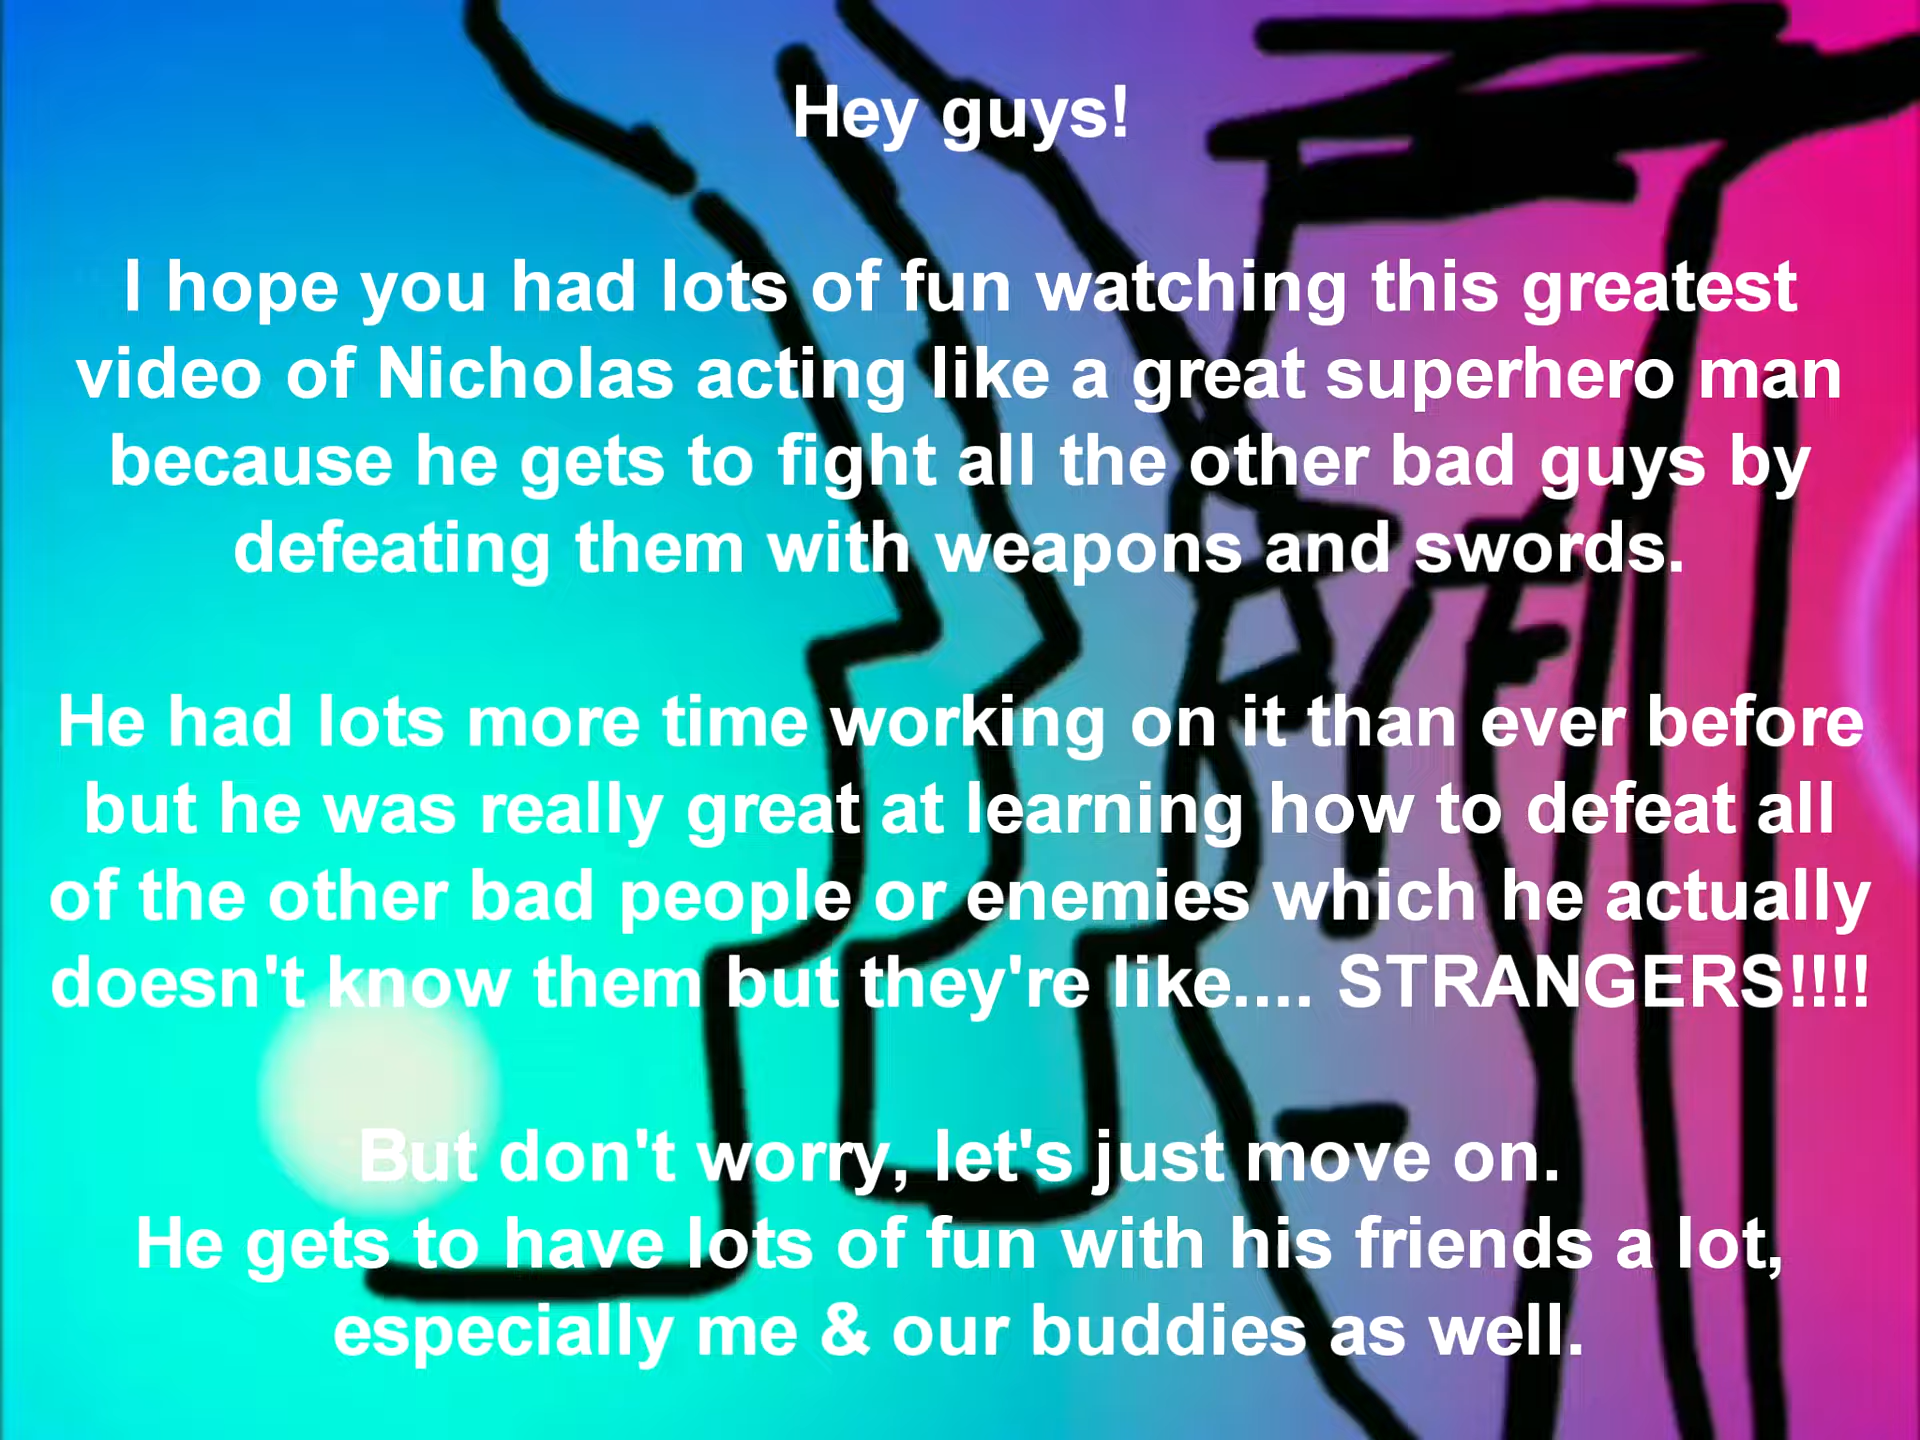 Hey guys!
I hope you had lots of fun watching this greatest
video of Nicholas acting like a great superhero man
because he gets to fight all the other bad guys by
defeating them with weapons and swords.
He had lots more time working on it than ever before
but he was really great at learning how to defeat all
of the other bad people or enemies which he actually
doesn't know them but they're like.... STRANGERS!!!!
But don't worry, let's just move on.
He gets to have lots of fun with his friends a lot,
especially me & our buddies as well.